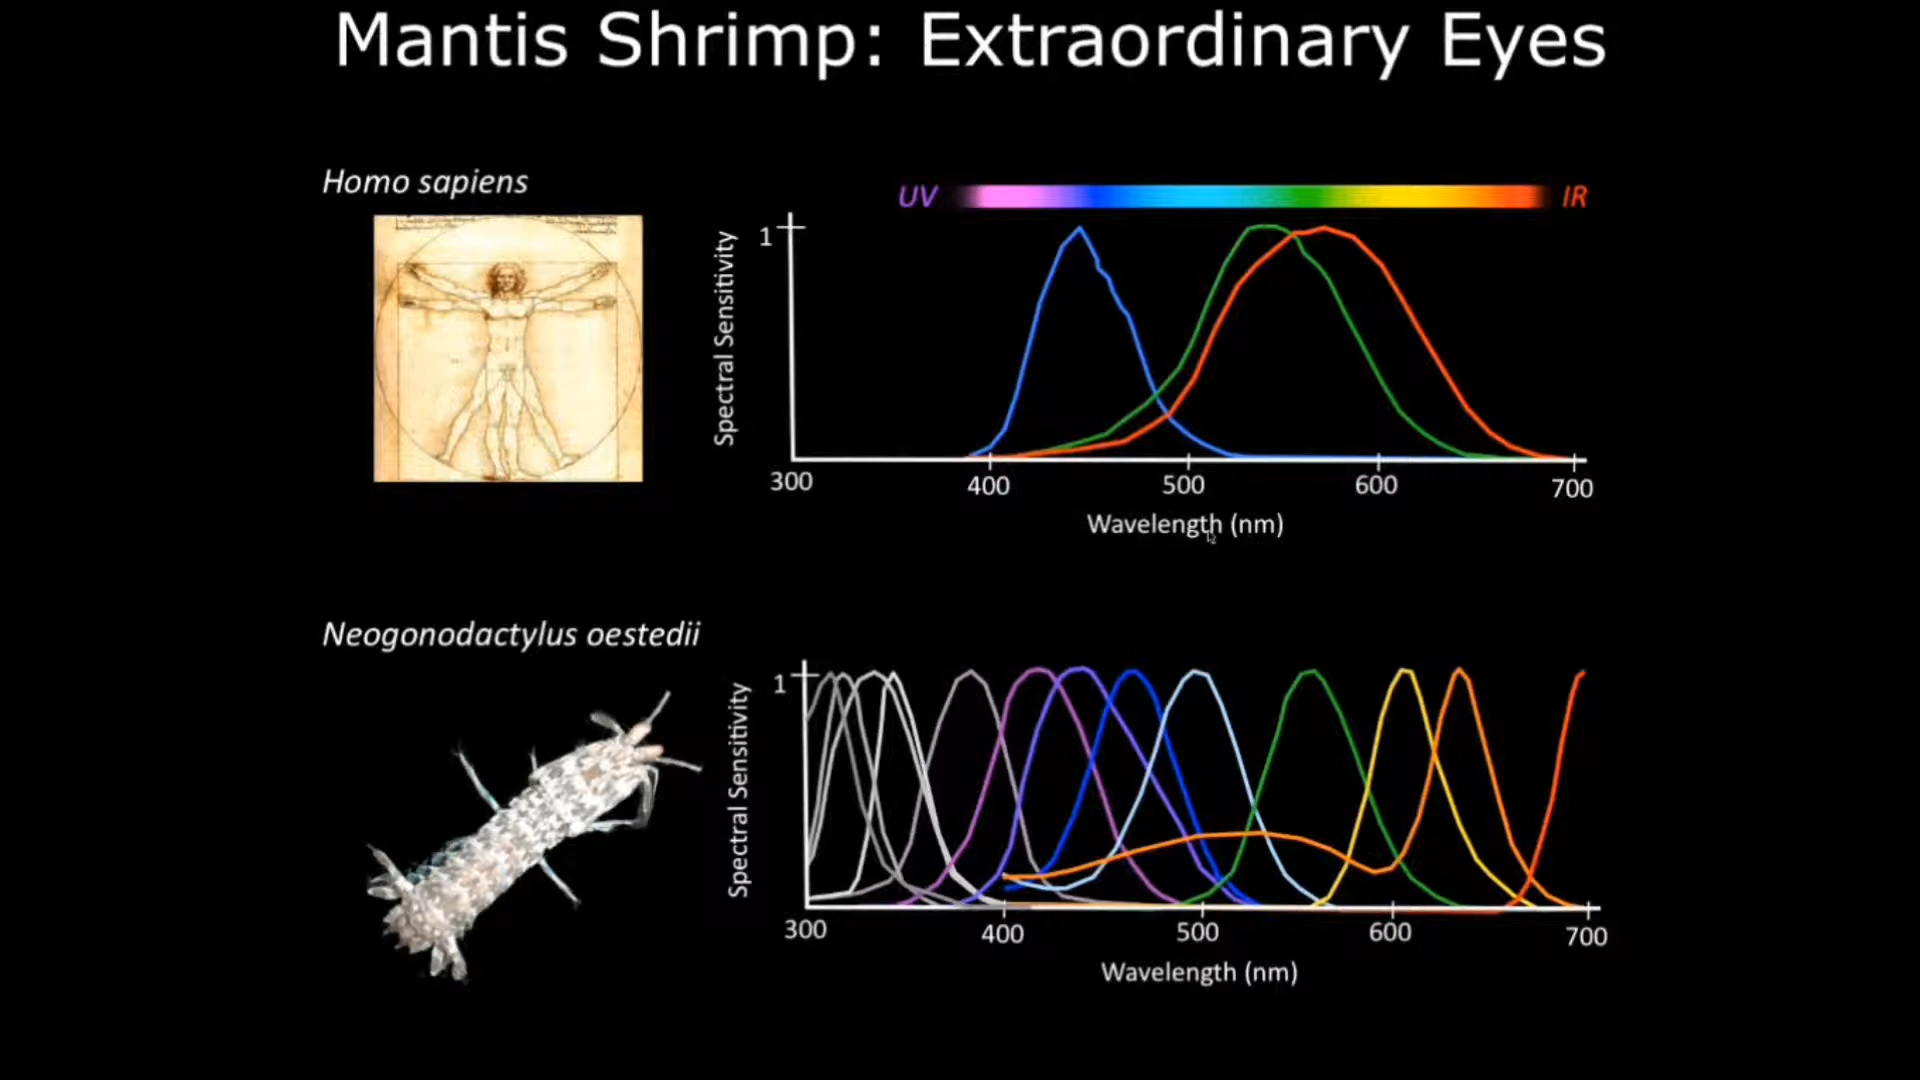 Mantis Shrimp: Extraordinary Eyes
Homo sapiens
UV
IR
1
Spectral Sensitivity
300
400
500
600
700
Wavelength (nm)
Neogonodactylus oestedii
1
Spectral Sensitivity
300
400
500
600
700
Wavelength (nm)